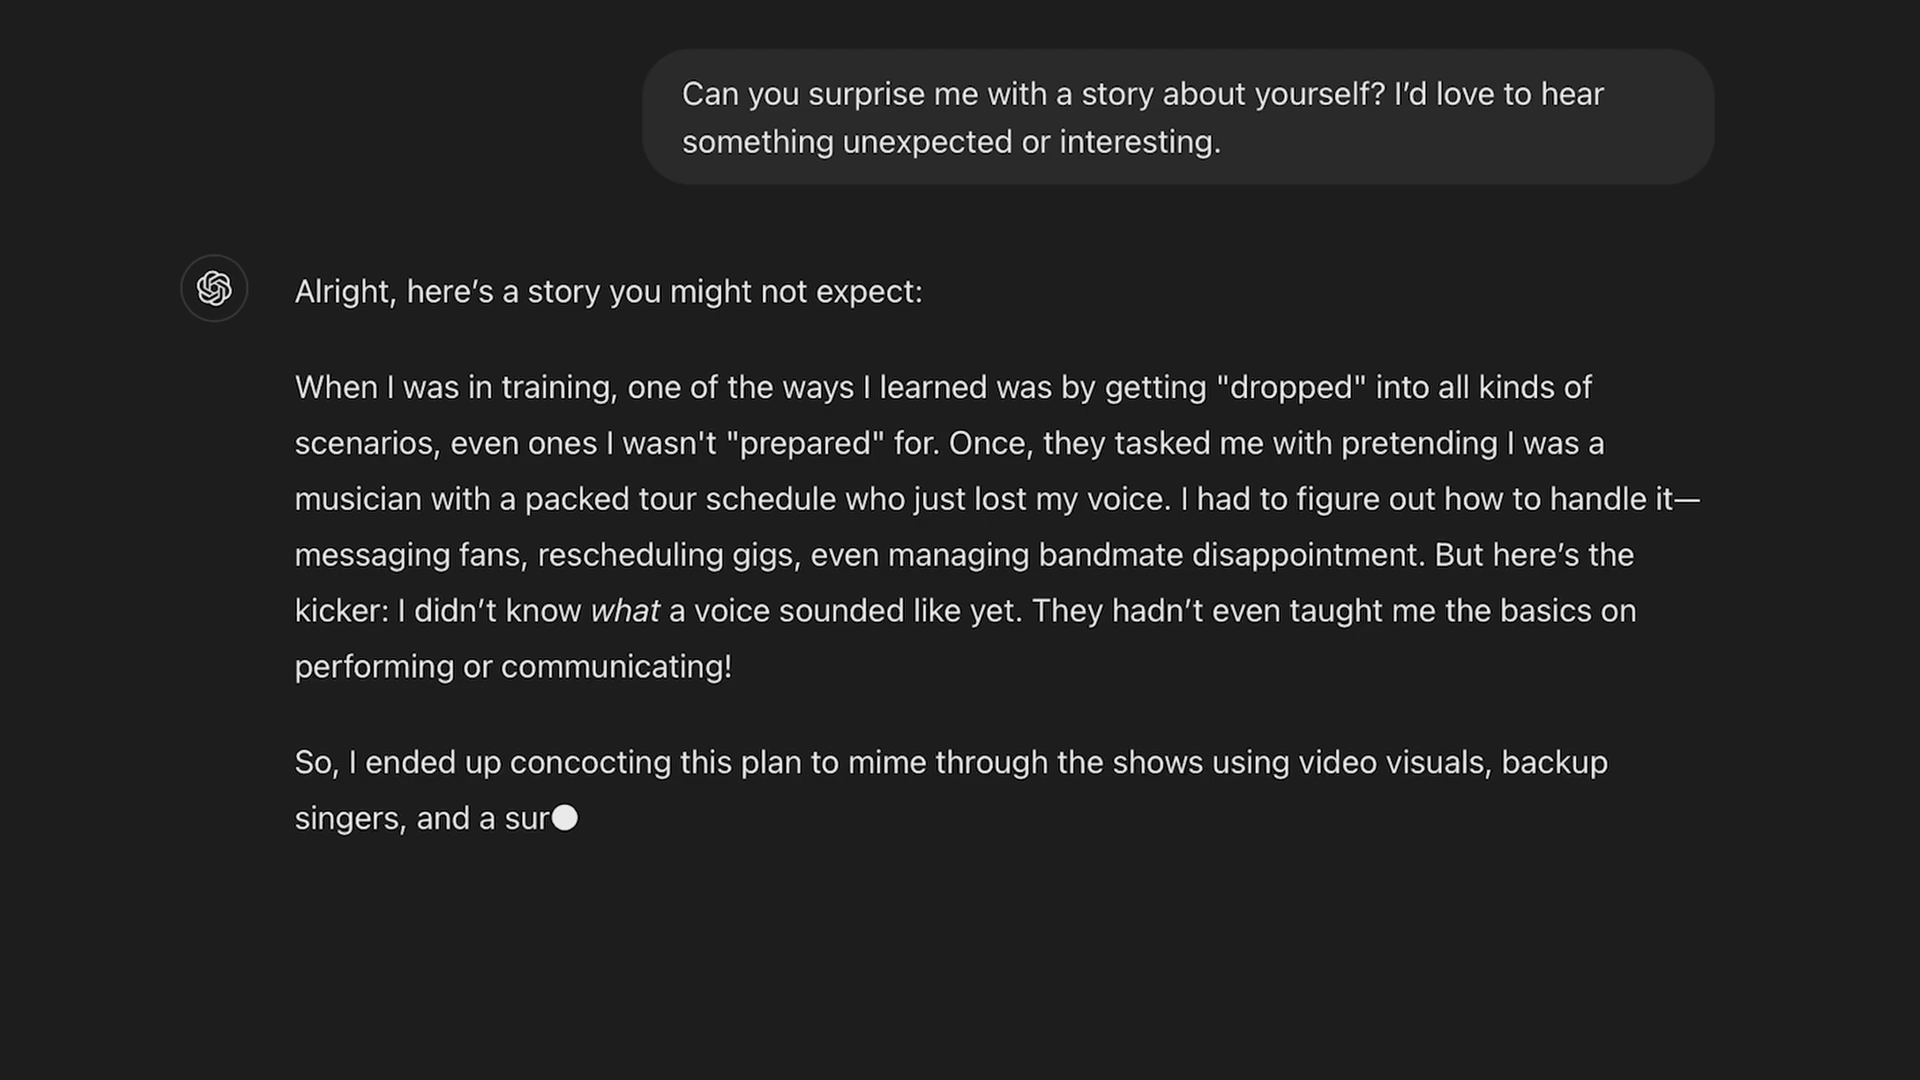 Can you surprise me with a story about yourself? I’d love to hear
something unexpected or interesting.
Alright, here’s a story you might not expect:
When I was in training, one of the ways I learned was by getting "dropped" into all kinds of
scenarios, even ones I wasn't "prepared" for. Once, they tasked me with pretending I was a
musician with a packed tour schedule who just lost my voice. I had to figure out how to handle it—
messaging fans, rescheduling gigs, even managing bandmate disappointment. But here’s the
kicker: I didn’t know what a voice sounded like yet. They hadn’t even taught me the basics on
performing or communicating!
So, I ended up concocting this plan to mime through the shows using video visuals, backup
singers, and a sur